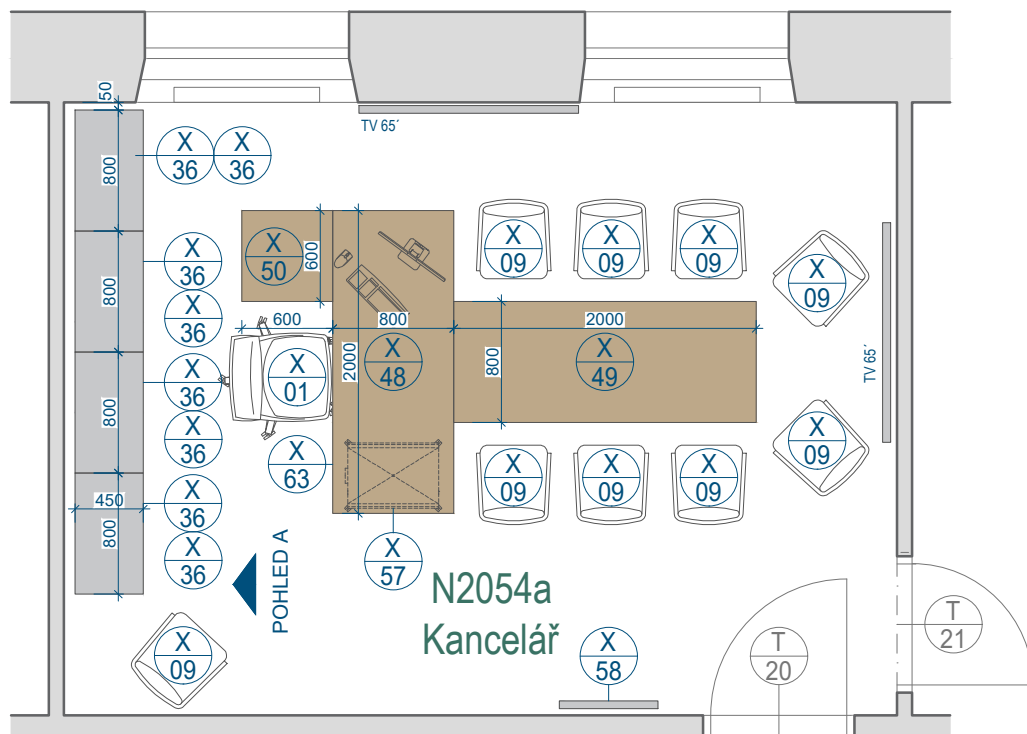 50
TV 65´
X X
36 36
800
X
36
X
36
800
X
36
X
36
800
X
36
X
36
450
800
X
50
600
600
800
2000
2000
800
X
01
X
48
X
49
X
63
X
57
X
09
X
09
X
09
X
09
X
09
X
09
X
09
X
09
TV 65´
POHLED A
N2054a
Kancelář
X
09
X
58
T
20
T
21